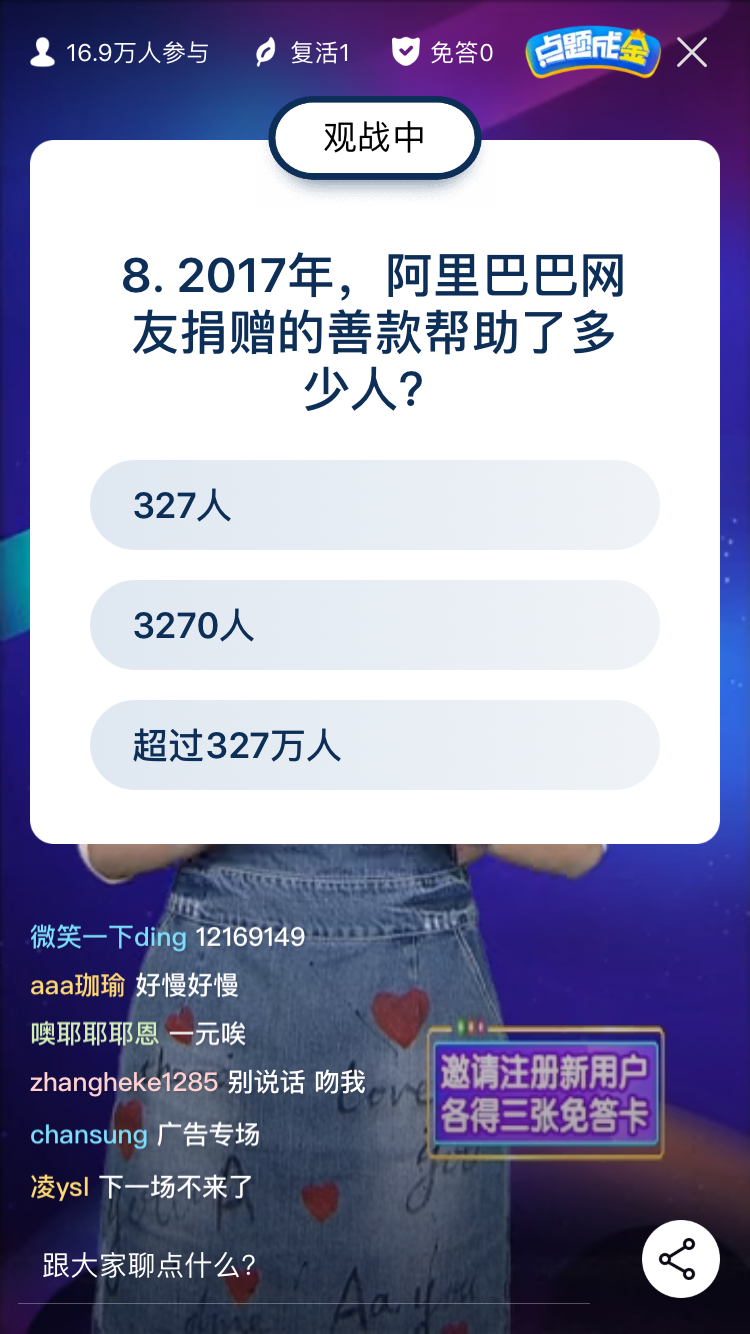 16.9万人参与 复活1 免答0 点题成金
观战中
8. 2017年，阿里巴巴网
友捐赠的善款帮助了多
少人？
327人
3270人
超过327万人
微笑一下ding 12169149
aaa珈瑜 好慢好慢
噢耶耶耶恩 一元唉
zhangheke1285 别说话 吻我
chansung 广告专场
凌ysl 下一场不来了
邀请注册新用户
各得三张免答卡
跟大家聊点什么？
Love
you
A